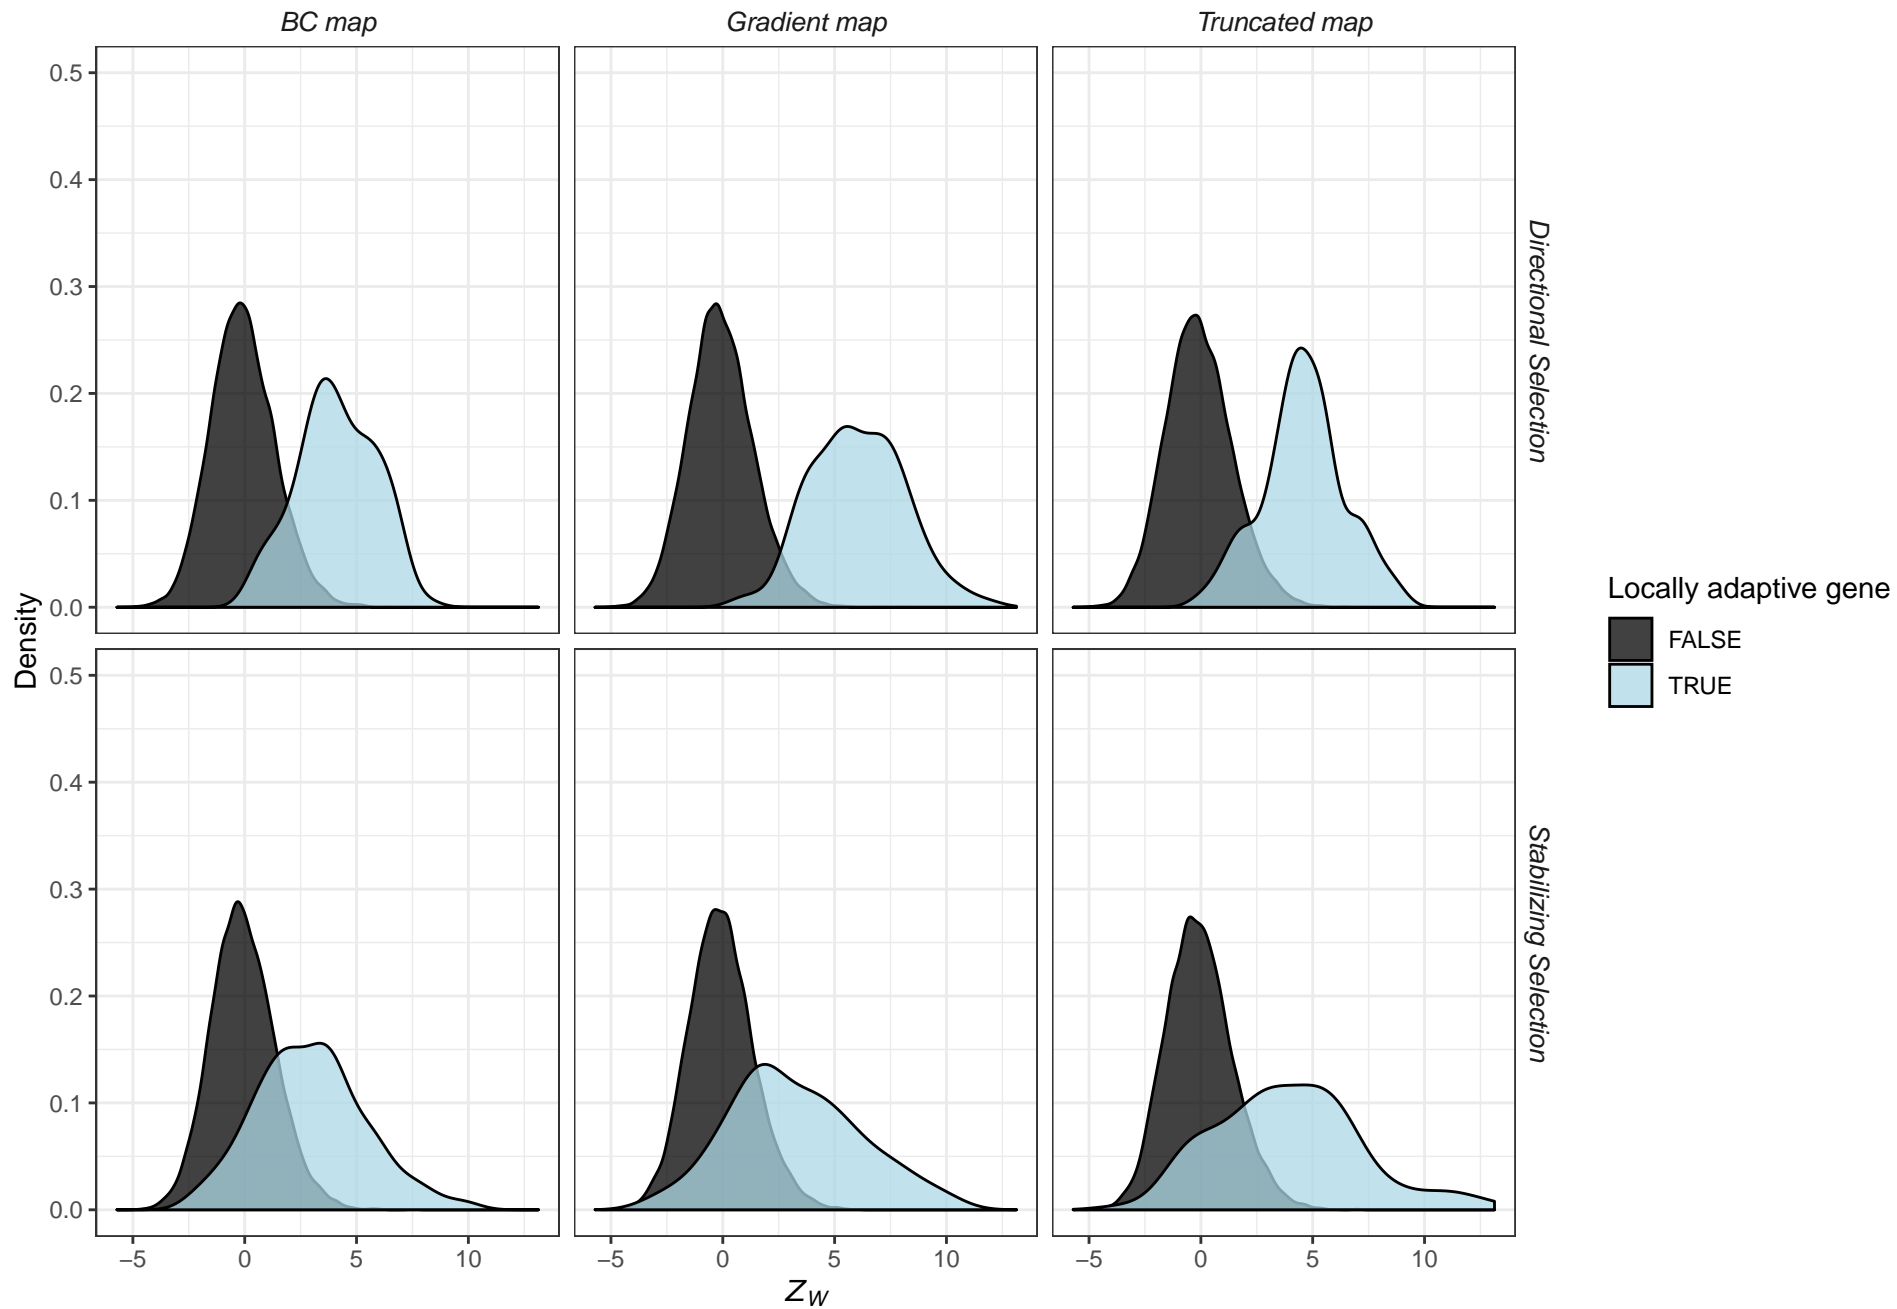 BC map
Gradient map
Truncated map
0.5
0.4
0.3
0.2
0.1
0.0
Directional Selection
0.5
0.4
0.3
0.2
0.1
0.0
Stabilizing Selection
Density
−5 0 5 10
−5 0 5 10
−5 0 5 10
ZW
Locally adaptive gene
FALSE
TRUE